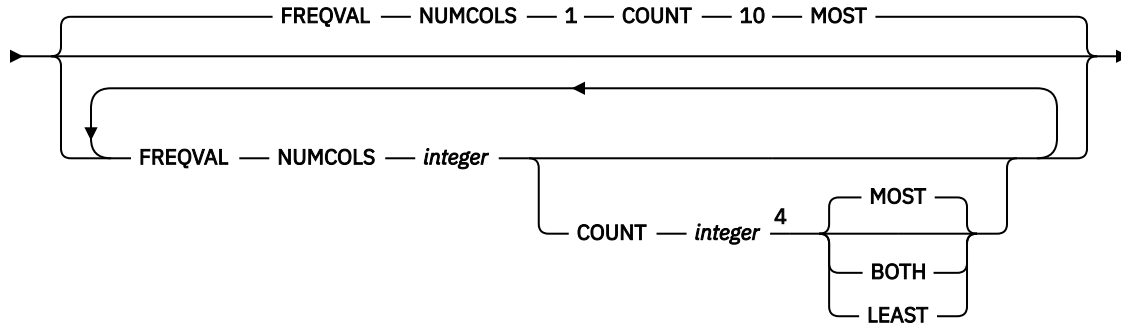 FREQVAL NUMCOLS 1 COUNT 10 MOST
FREQVAL NUMCOLS integer
MOST
COUNT integer 4
BOTH
LEAST